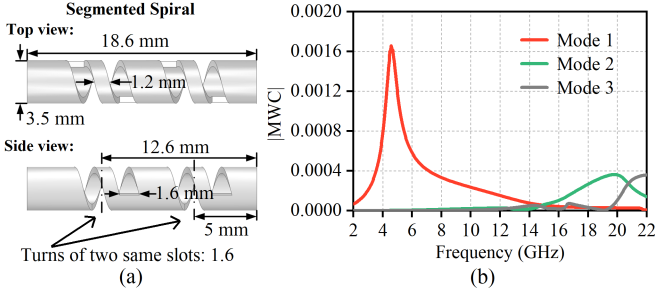 Segmented Spiral
Top view:
18.6 mm
1.2 mm
3.5 mm
Side view:
12.6 mm
1.6 mm
5 mm
Turns of two same slots: 1.6
(a)
(b)
0.0020
0.0016
0.0012
0.0008
0.0004
0.0000
|MWC|
Mode 1
Mode 2
Mode 3
2 4 6 8 10 12 14 16 18 20 22
Frequency (GHz)
(b)